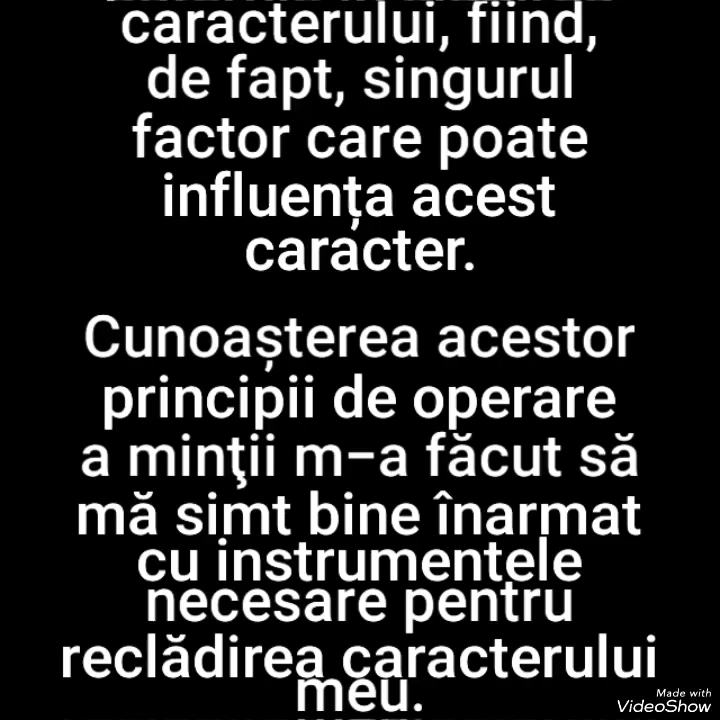 caracterului, fiind,
de fapt, singurul
factor care poate
influența acest
caracter.
Cunoașterea acestor
principii de operare
a minţii m-a făcut să
mă simt bine înarmat
cu instrumentele
necesare pentru
reclădirea caracterului
meu.
Made with
VideoShow